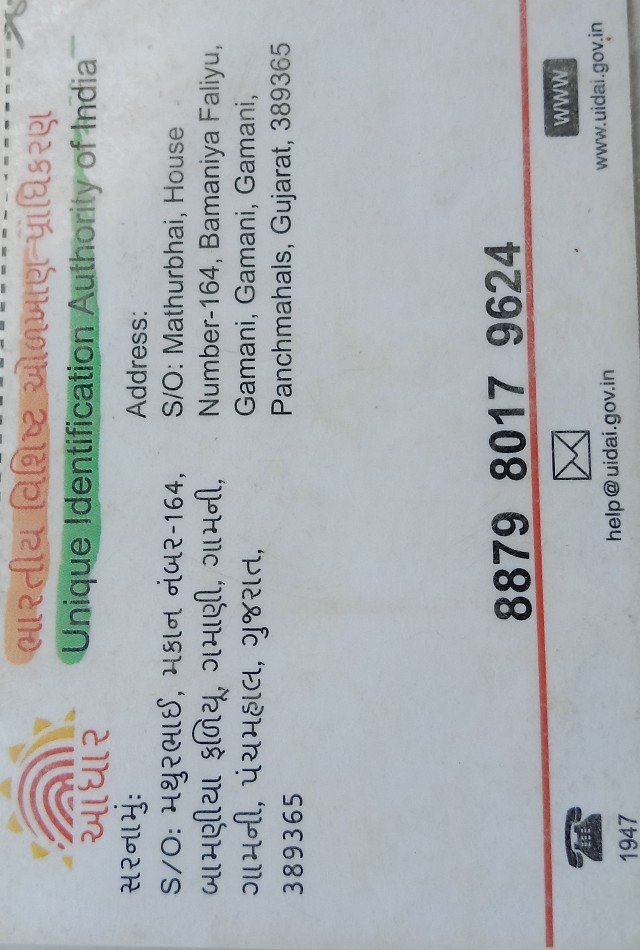 ભારતીય વિશિષ્ટ ઓળખાણ પ્રાધિકરણ
Unique Identification Authority of India
આધાર
સરનામું:
S/O: મથુરભાઈ, મકાન નંબર-164,
બામણીયા ફળિયૂ, ગમાણી, ગામની,
ગામની, પંચમહાલ, ગુજરાત,
389365
Address:
S/O: Mathurbhai, House
Number-164, Bamaniya Faliyu,
Gamani, Gamani, Gamani,
Panchmahals, Gujarat, 389365
8879 8017 9624
1947
help@uidai.gov.in
www
www.uidai.gov.in